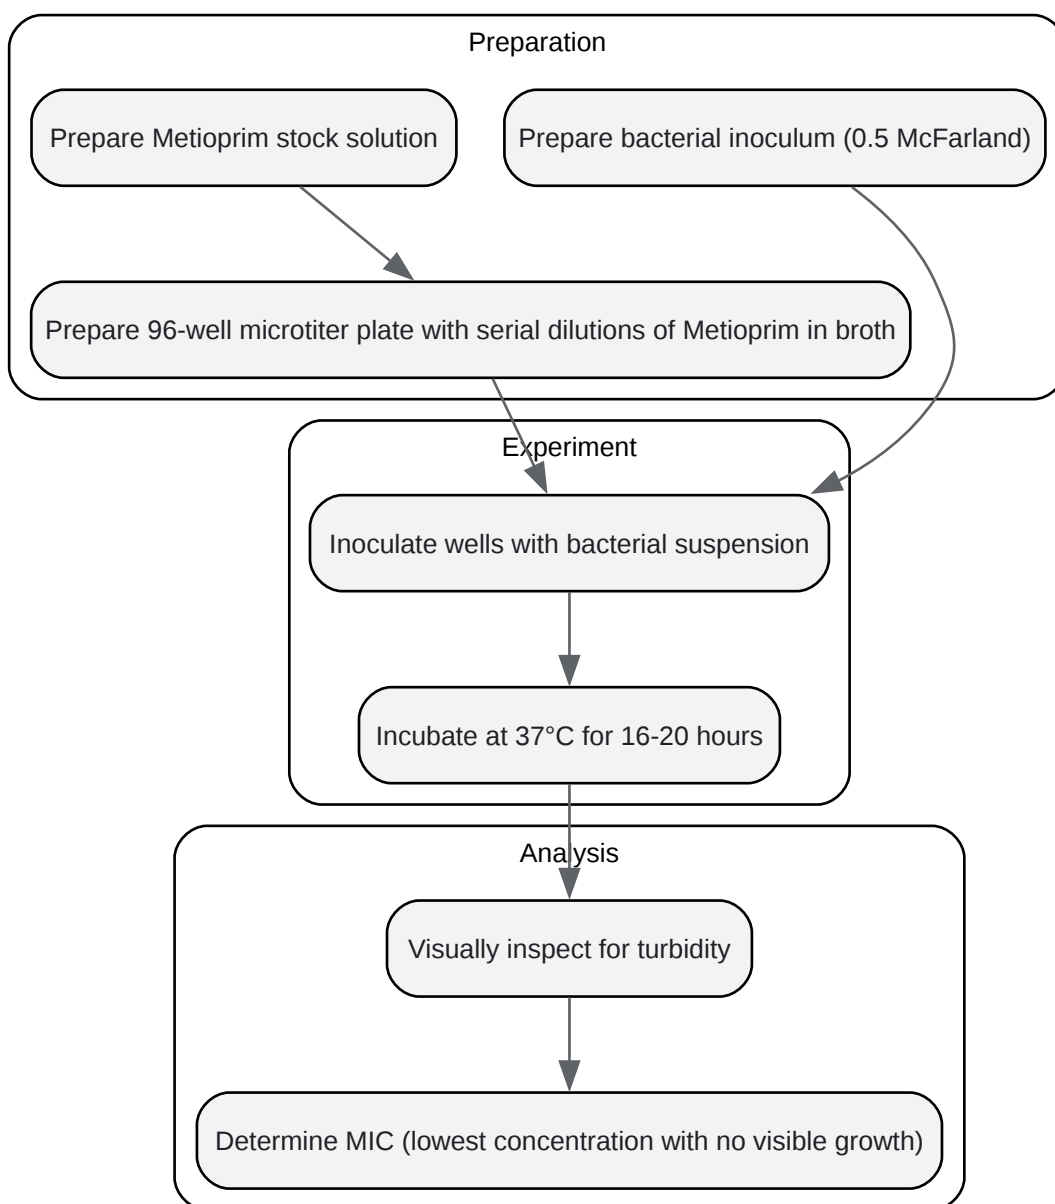 Preparation
Prepare Metioprim stock solution
Prepare bacterial inoculum (0.5 McFarland)
Prepare 96-well microtiter plate with serial dilutions of Metioprim in broth
Experiment
Inoculate wells with bacterial suspension
Incubate at 37°C for 16-20 hours
Analysis
Visually inspect for turbidity
Determine MIC (lowest concentration with no visible growth)